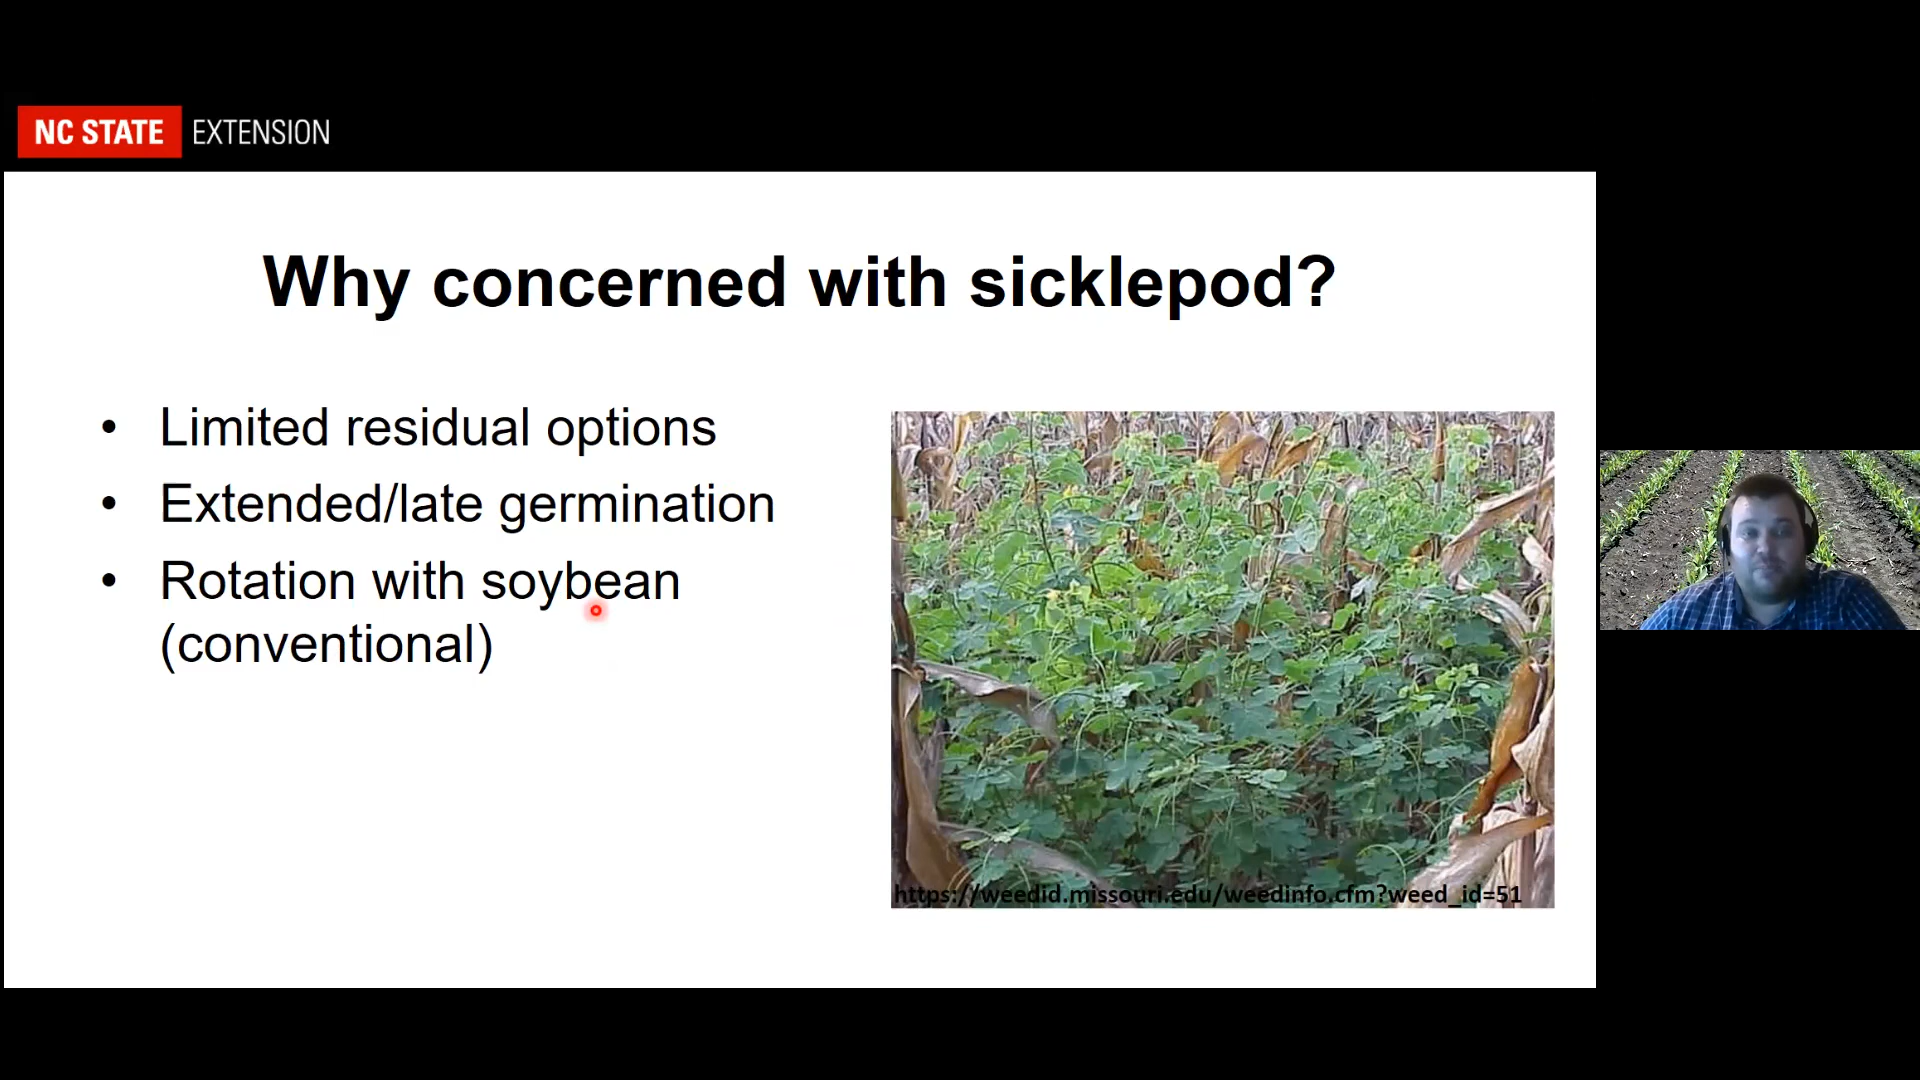 NC STATE EXTENSION
Why concerned with sicklepod?
• Limited residual options
• Extended/late germination
• Rotation with soybean
(conventional)
https://weedid.missouri.edu/weedinfo.cfm?weed_id=51